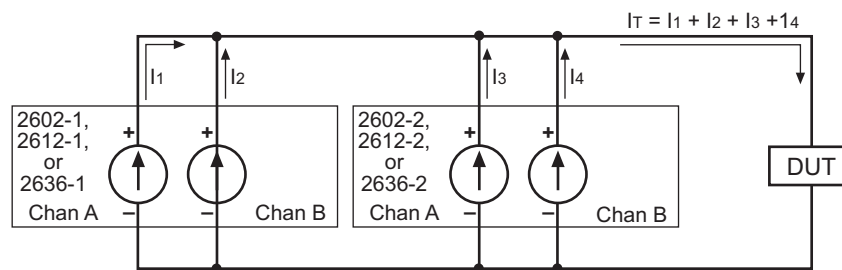 IT = I1 + I2 + I3 +14
I1
I2
I3
I4
2602-1,
2612-1,
or
2636-1
+
+
−
−
Chan A
Chan B
2602-2,
2612-2,
or
2636-2
+
+
−
−
Chan A
Chan B
DUT